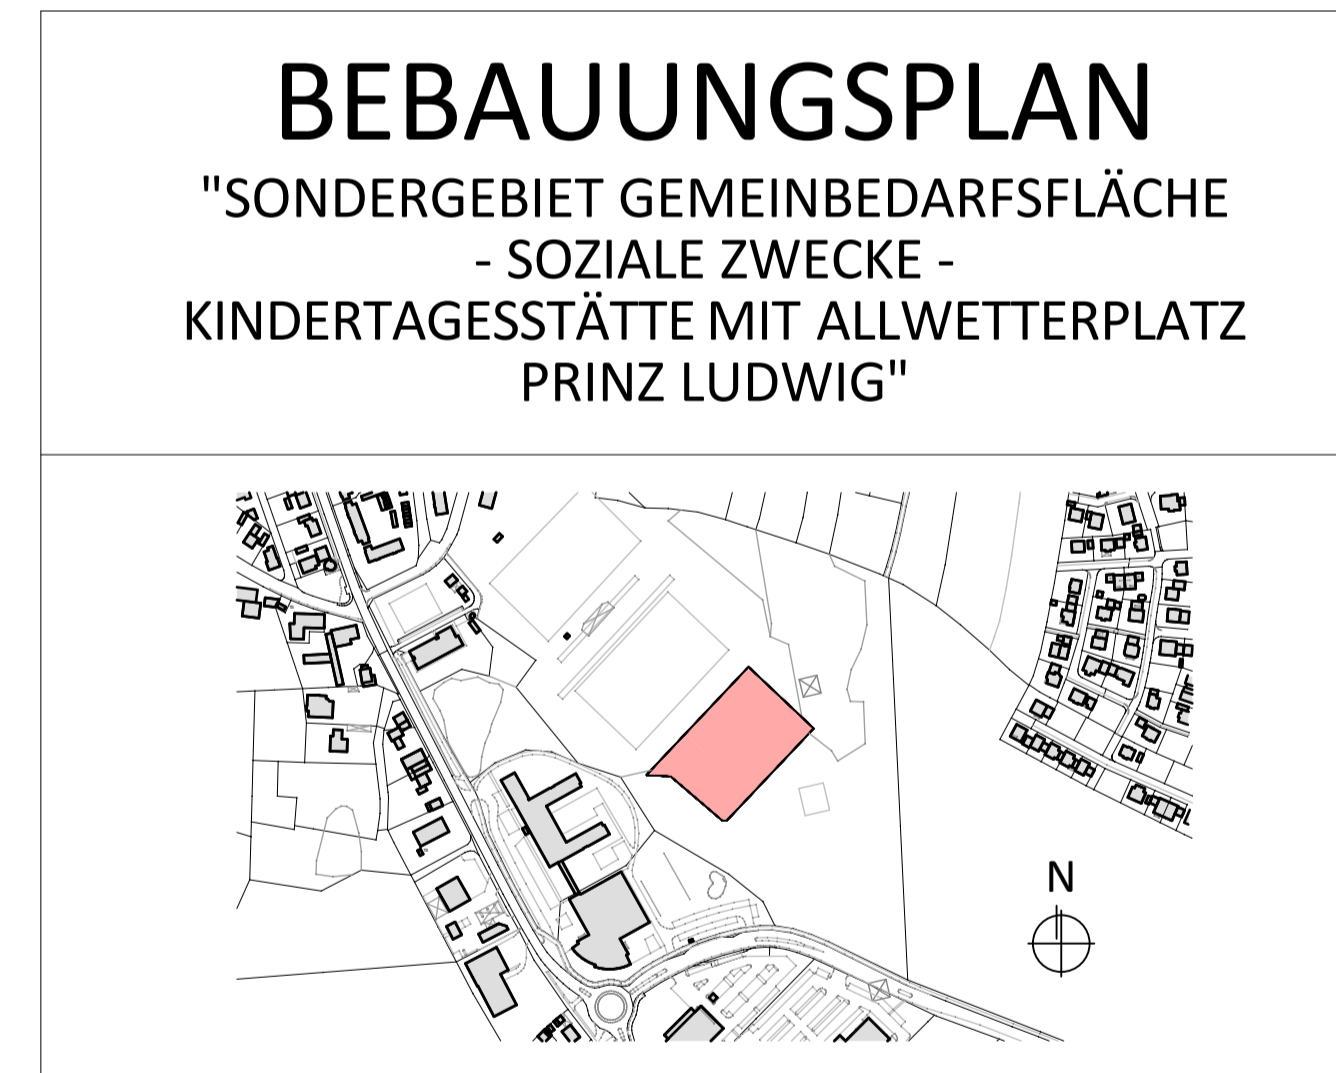 BEBAUUNGSPLAN
"SONDERGEBIET GEMEINBEDARFSFLÄCHE
- SOZIALE ZWECKE -
KINDERTAGESSTÄTTE MIT ALLWETTERPLATZ
PRINZ LUDWIG"
N